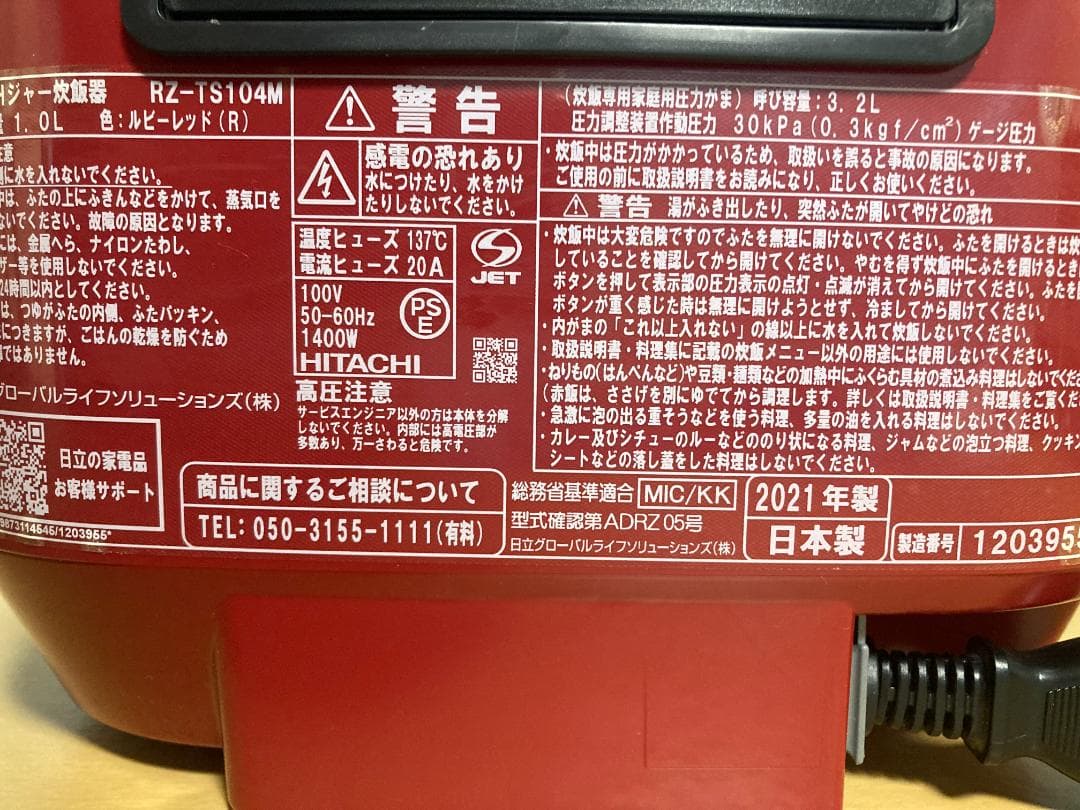 Hジャー炊飯器 RZ-TS104M
量 1.0L 色:ルビーレッド(R)
注意
側に水を入れないでください。
中は、ふたの上にふきんなどをかけて、蒸気口を
ないでください。故障の原因となります。
には、金属へら、ナイロンたわし、
ザー等を使用しないでください。
24時間以内としてください。
は、つゆがふたの内側、ふたパッキン、
につきますが、ごはんの乾燥を防ぐため
ではありません。
グローバルライフソリューションズ(株)
日立の家電品
お客様サポート
9873114545/1203955*
警告
感電の恐れあり
水につけたり、水をかけ
たりしないでください。
温度ヒューズ 137℃
電流ヒューズ 20A
JET
100V
50-60Hz
1400W
PS
E
HITACHI
高圧注意
サービスエンジニア以外の方は本体を分解
しないでください。内部には高電圧部が
多数あり、万一さわると危険です。
(炊飯専用家庭用圧力がま) 呼び容量:3.2L
圧力調整装置作動圧力 30kPa(0.3kgf/cm²)ゲージ圧力
・炊飯中は圧力がかかっているため、取扱いを誤ると事故の原因になります。
ご使用の前に取扱説明書をお読みになり、正しくお使いください。
警告 湯がふき出したり、突然ふたが開いてやけどの恐れ
・炊飯中は大変危険ですのでふたを無理に開けないでください。ふたを開けるときは炊
していることを確認してから開けてください。やむを得ず炊飯中にふたを開けるとき
ボタンを押して表示部の圧力表示の点灯・点滅が消えてから開けてください。ふた
ボタンが重く感じた時は無理に開けようとせず、冷ましてから開けてください。
・内がまの「これ以上入れない」の線以上に水を入れて炊飯しないでください。
・取扱説明書・料理集に記載の炊飯メニュー以外の用途には使用しないでください。
・ねりもの(はんぺんなど)や豆類・麺類などの加熱中にふくらむ具材の煮込み料理はしないでくださ
(赤飯は、ささげを別にゆでてから調理します。詳しくは取扱説明書・料理集をご覧くだ
・急激に泡の出る重そうなどを使う料理、多量の油を入れる料理はしないでください。
・カレー及びシチューのルーなどののり状になる料理、ジャムなどの泡立つ料理、クッキン
シートなどの落し蓋をした料理はしないでください。
商品に関するご相談について
TEL: 050-3155-1111(有料)
総務省基準適合 MIC/KK
型式確認第ADRZ 05号
日立グローバルライフソリューションズ(株)
2021年製
日本製
製造番号 1203955